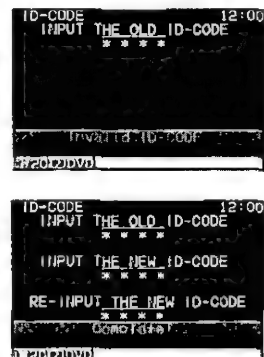 ID-CODE 12:00
INPUT THE OLD ID-CODE
* * * *
Invalid ID-CODE
ID-CODE 12:00
INPUT THE OLD ID-CODE
* * * *
INPUT THE NEW ID-CODE
* * * *
RE-INPUT THE NEW ID-CODE
* * * *
Complete!